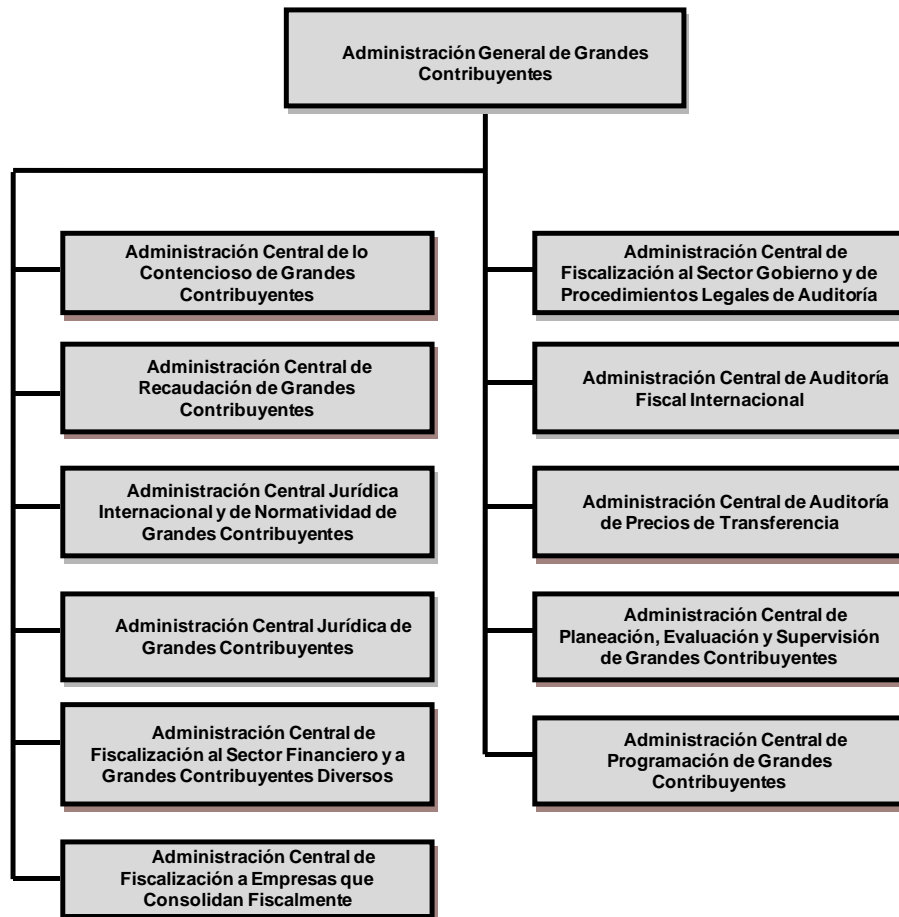 Administración General de Grandes
Contribuyentes
Administración Central de lo
Contencioso de Grandes
Contribuyentes
Administración Central de
Recaudación de Grandes
Contribuyentes
Administración Central Jurídica
Internacional y de Normatividad de
Grandes Contribuyentes
Administración Central Jurídica de
Grandes Contribuyentes
Administración Central de
Fiscalización al Sector Financiero y a
Grandes Contribuyentes Diversos
Administración Central de
Fiscalización a Empresas que
Consolidan Fiscalmente
Administración Central de
Fiscalización al Sector Gobierno y de
Procedimientos Legales de Auditoría
Administración Central de Auditoría
Fiscal Internacional
Administración Central de Auditoría
de Precios de Transferencia
Administración Central de
Planeación, Evaluación y Supervisión
de Grandes Contribuyentes
Administración Central de
Programación de Grandes
Contribuyentes